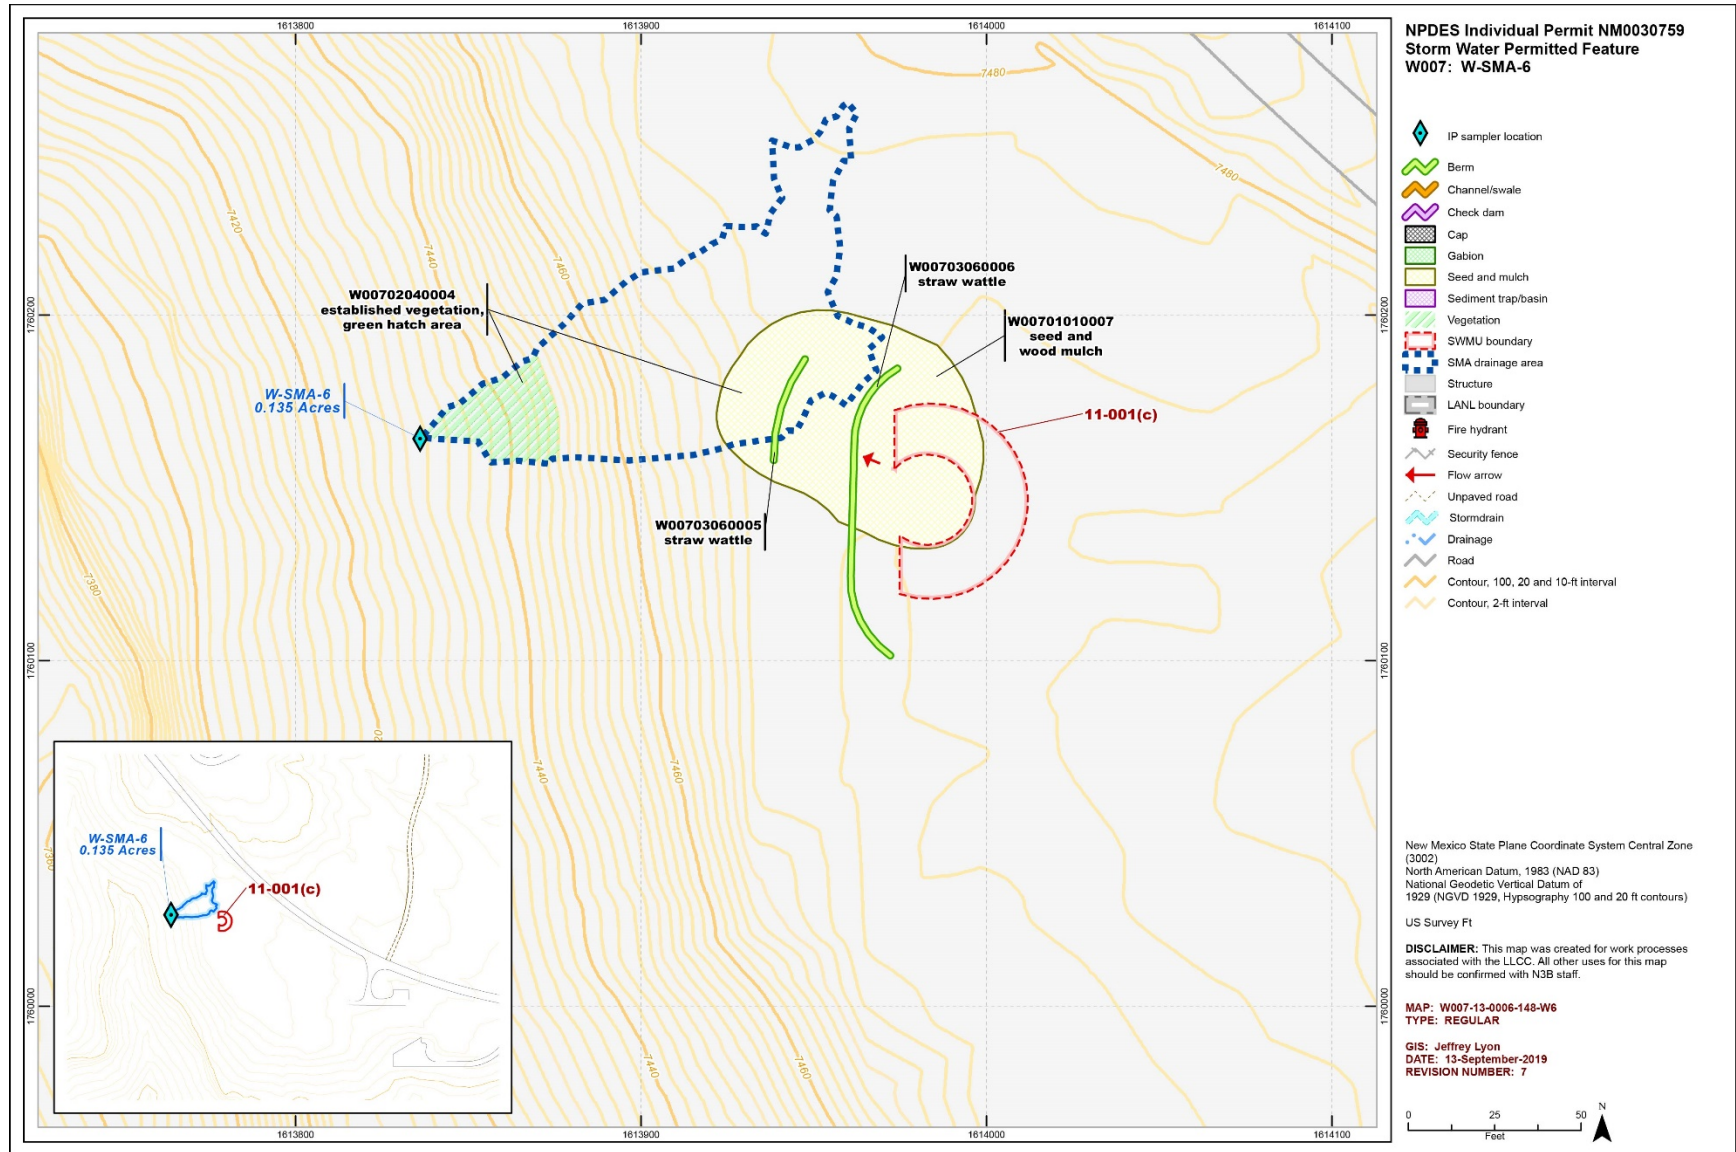 1613800
1613900
1614000
1614100
NPDES Individual Permit NM0030759
Storm Water Permitted Feature
W007: W-SMA-6
IP sampler location
Berm
Channel/swale
Check dam
Cap
Gabion
Seed and mulch
Sediment trap/basin
Vegetation
SWMU boundary
SMA drainage area
Structure
LANL boundary
Fire hydrant
Security fence
Flow arrow
Unpaved road
Stormdrain
Drainage
Road
Contour, 100, 20 and 10-ft interval
Contour, 2-ft interval
7480
7480
7420
7440
7460
W00703060006
straw wattle
W00702040004
established vegetation,
green hatch area
W00701010007
seed and
wood mulch
1760200
1760200
W-SMA-6
0.135 Acres
11-001(c)
W00703060005
straw wattle
7380
1760100
1760100
7440
7460
W-SMA-6
0.135 Acres
11-001(c)
1760000
1760000
7440
7460
1613800
1613900
1614000
1614100
New Mexico State Plane Coordinate System Central Zone
(3002)
North American Datum, 1983 (NAD 83)
National Geodetic Vertical Datum of
1929 (NGVD 1929, Hypsography 100 and 20 ft contours)
US Survey Ft
DISCLAIMER: This map was created for work processes
associated with the LLCC. All other uses for this map
should be confirmed with N3B staff.
MAP: W007-13-0006-148-W6
TYPE: REGULAR
GIS: Jeffrey Lyon
DATE: 13-September-2019
REVISION NUMBER: 7
0 25 50
Feet
N